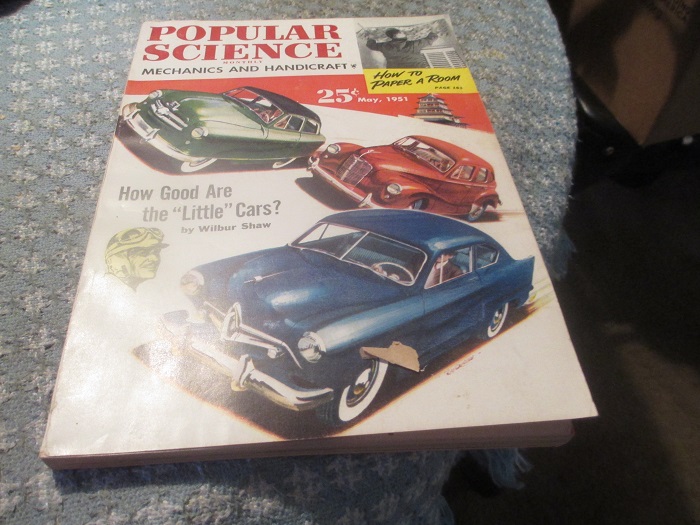 POPULAR
SCIENCE
MONTHLY
MECHANICS AND HANDICRAFT
HOW TO
PAPER A ROOM
25¢ May, 1951
How Good Are
the "Little" Cars?
by Wilbur Shaw